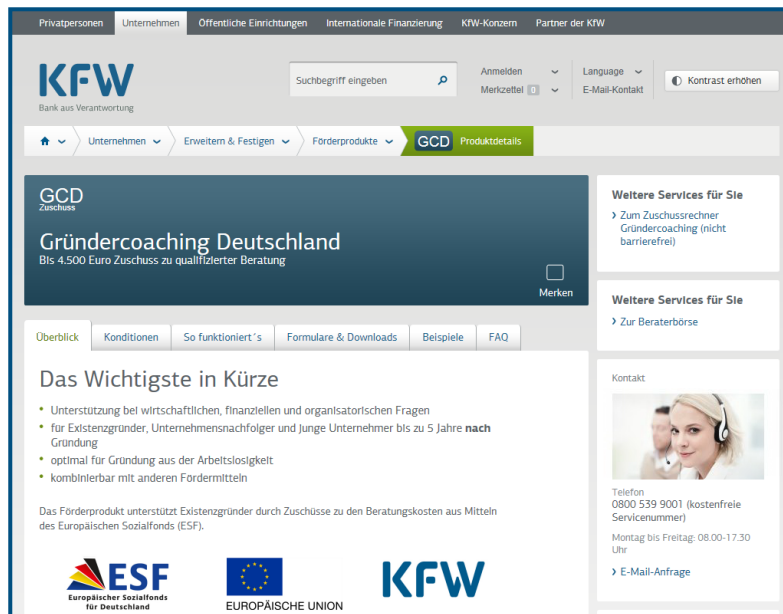 Privatpersonen Unternehmen Öffentliche Einrichtungen Internationale Finanzierung KfW-Konzern Partner der KfW
KFW
Bank aus Verantwortung
Suchbegriff eingeben
Anmelden
Merkzettel 0
Language
E-Mail-Kontakt
Kontrast erhöhen
Unternehmen Erweitern & Festigen Förderprodukte GCD Produktdetails
GCD
Zuschuss
Gründercoaching Deutschland
Bis 4.500 Euro Zuschuss zu qualifizierter Beratung
Merken
Überblick Konditionen So funktioniert´s Formulare & Downloads Beispiele FAQ
Das Wichtigste in Kürze
• Unterstützung bei wirtschaftlichen, finanziellen und organisatorischen Fragen
• für Existenzgründer, Unternehmensnachfolger und junge Unternehmer bis zu 5 Jahre nach
Gründung
• optimal für Gründung aus der Arbeitslosigkeit
• kombinierbar mit anderen Fördermitteln
Das Förderprodukt unterstützt Existenzgründer durch Zuschüsse zu den Beratungskosten aus Mitteln
des Europäischen Sozialfonds (ESF).
ESF
Europäischer Sozialfonds
für Deutschland
EUROPÄISCHE UNION
KFW
Weitere Services für Sie
Zum Zuschussrechner
Gründercoaching (nicht
barrierefrei)
Weitere Services für Sie
Zur Beraterbörse
Kontakt
Telefon
0800 539 9001 (kostenfreie
Servicenummer)
Montag bis Freitag: 08.00-17.30
Uhr
E-Mail-Anfrage